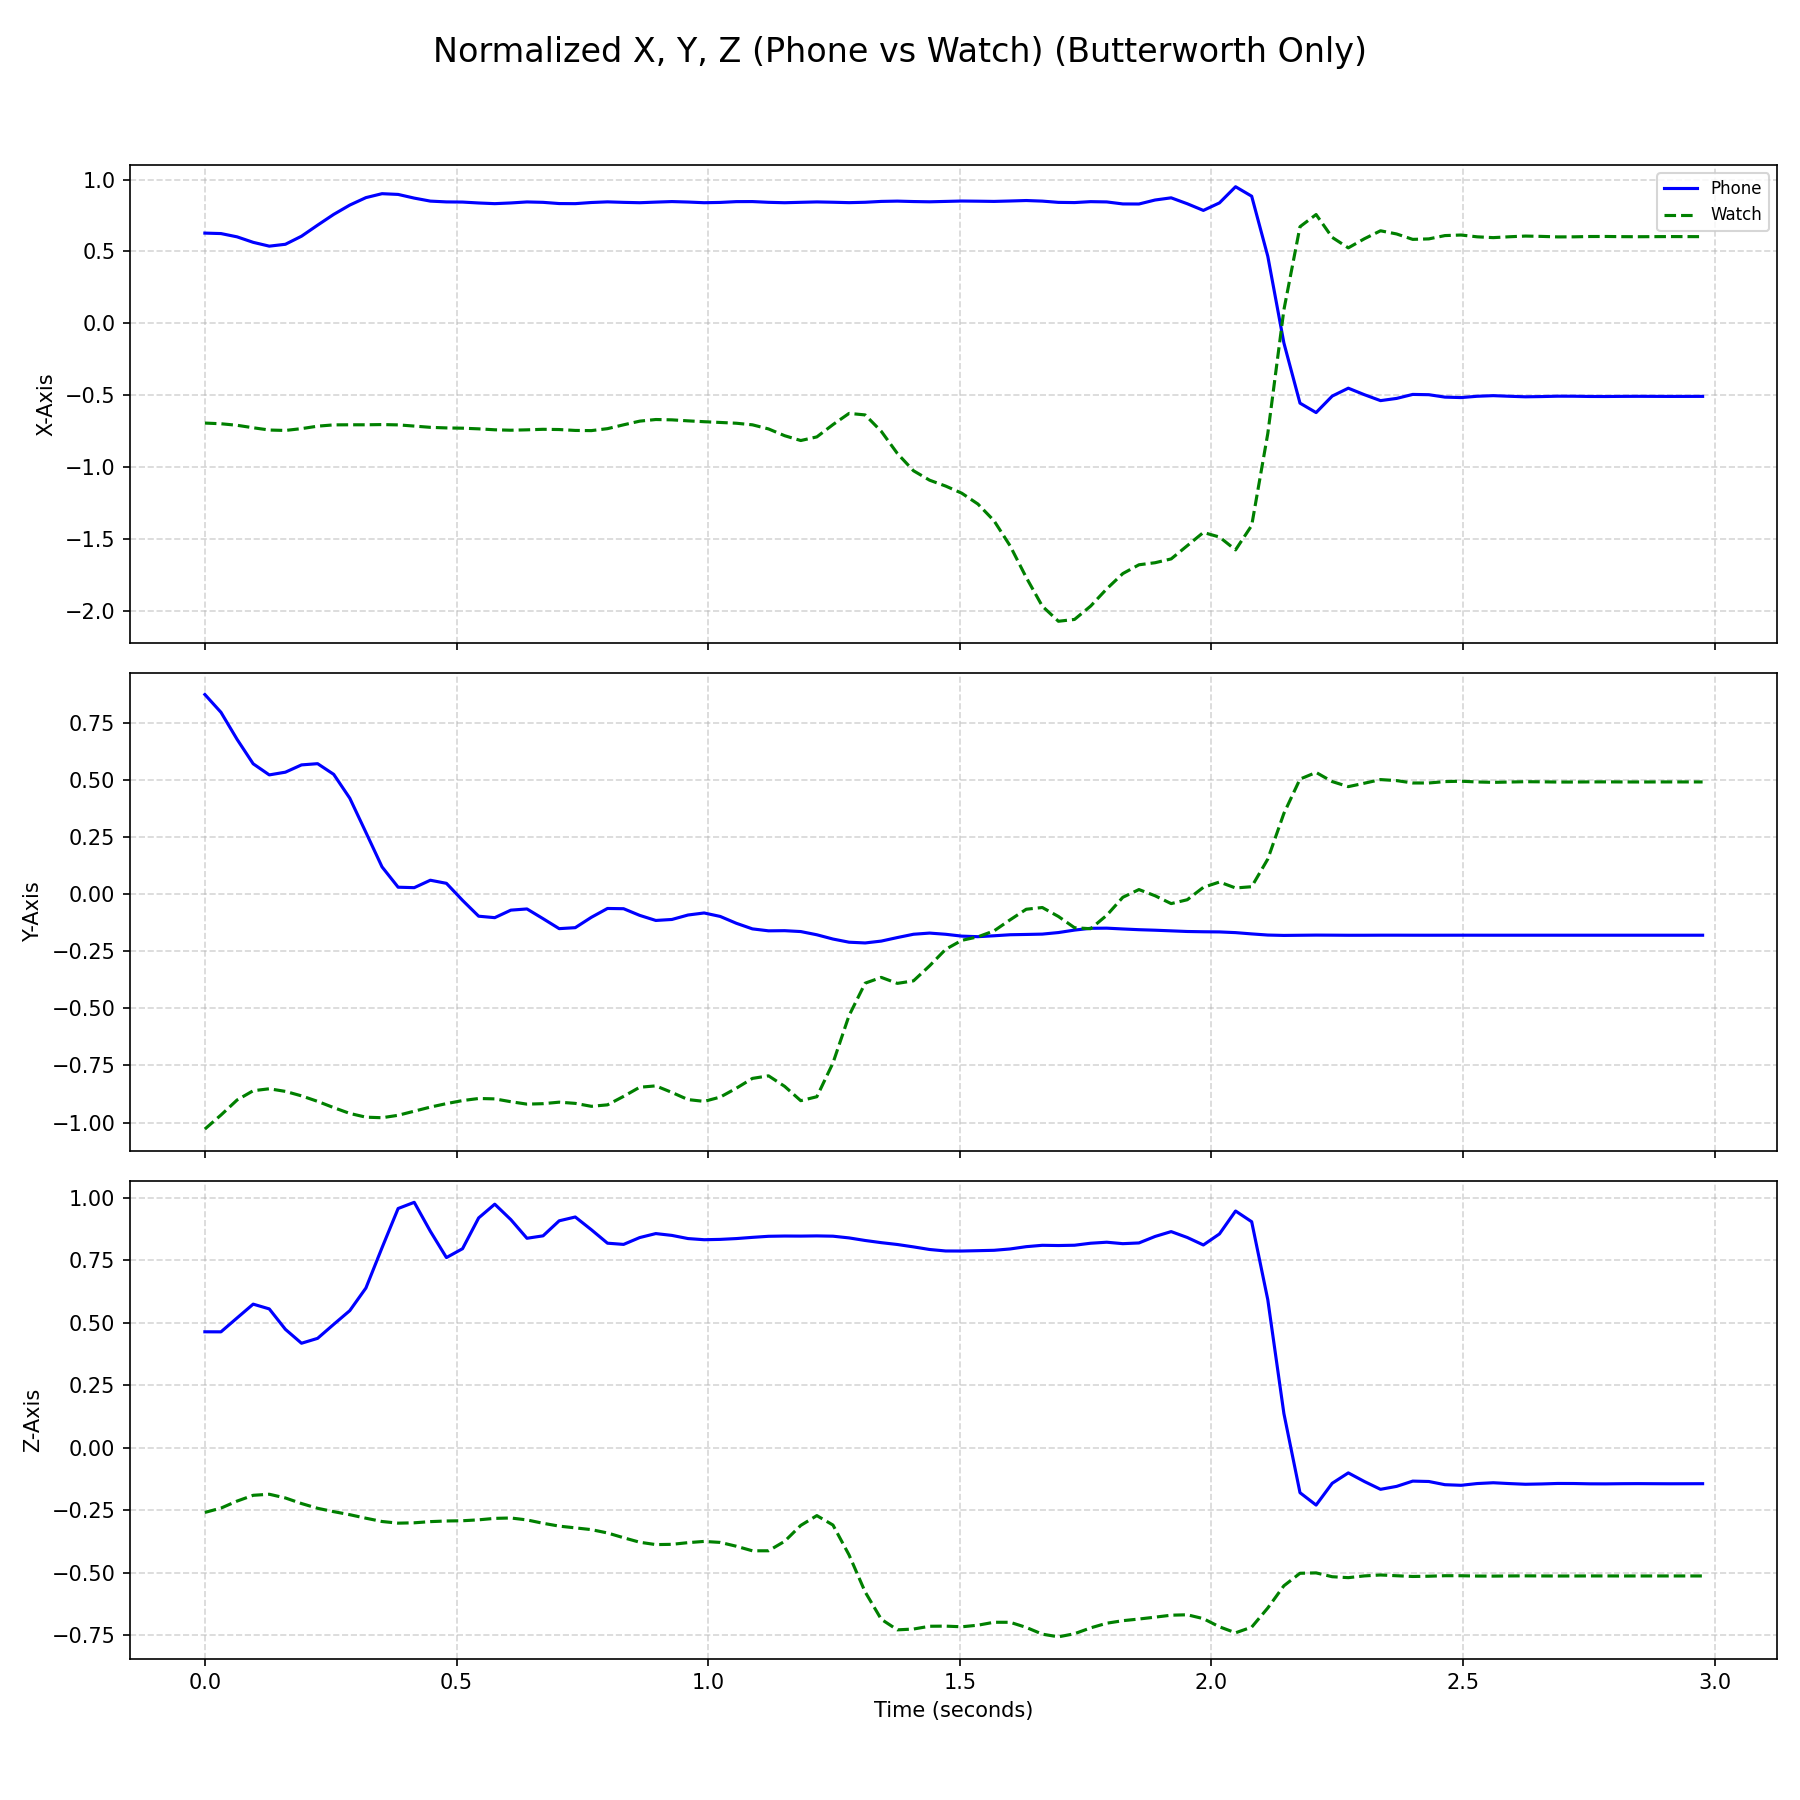 Normalized X, Y, Z (Phone vs Watch) (Butterworth Only)
Phone
Watch
1.0
0.5
0.0
−0.5
−1.0
−1.5
−2.0
X-Axis
0.75
0.50
0.25
0.00
−0.25
−0.50
−0.75
−1.00
Y-Axis
1.00
0.75
0.50
0.25
0.00
−0.25
−0.50
−0.75
Z-Axis
0.0 0.5 1.0 1.5 2.0 2.5 3.0
Time (seconds)